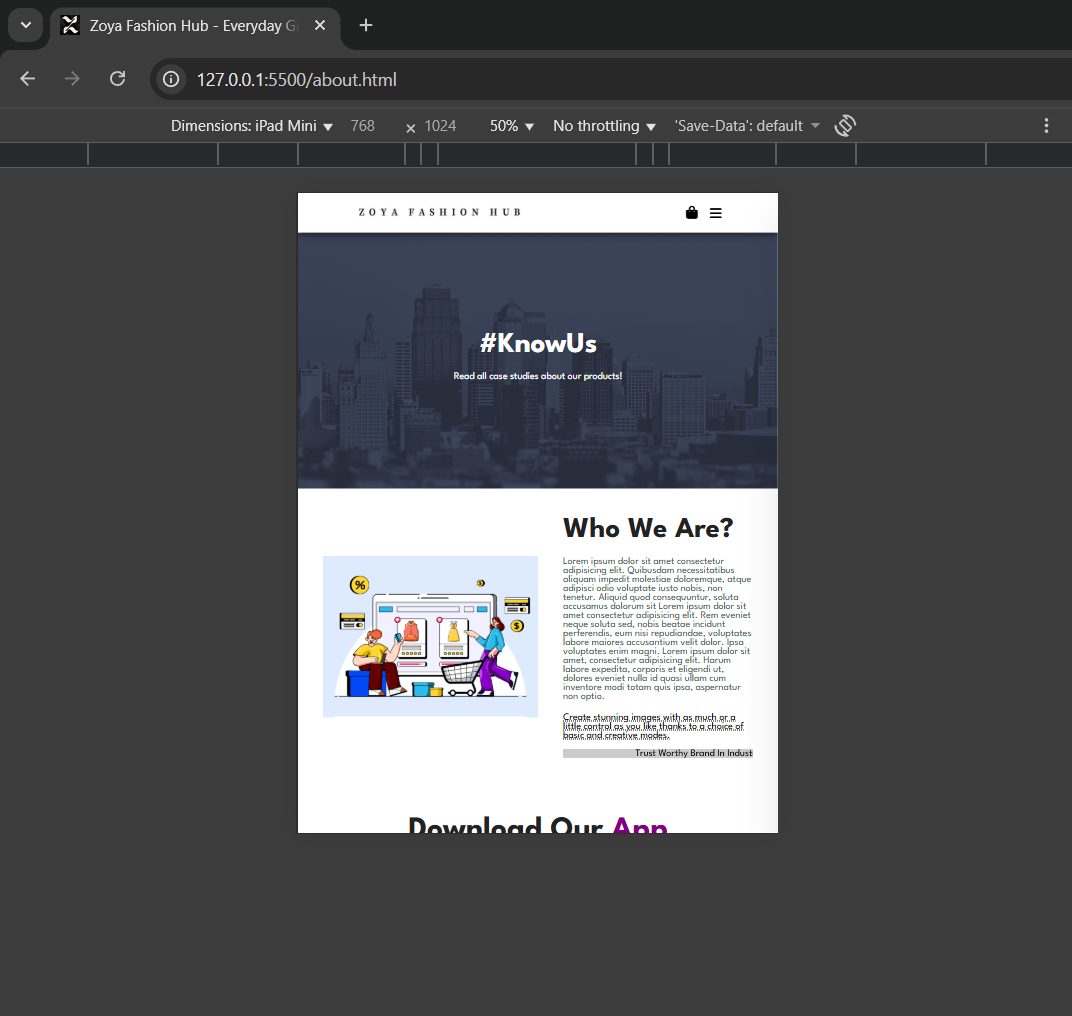 Zoya Fashion Hub - Everyday G
127.0.0.1:5500/about.html
Dimensions: iPad Mini 768 × 1024 50% No throttling 'Save-Data': default
ZOYA FASHION HUB
#KnowUs
Read all case studies about our products!
Who We Are?
Lorem ipsum dolor sit amet consectetur
adipisicing elit. Quibusdam necessitatibus
aliquam impedit molestiae doloremque, atque
adipisci odio voluptate iusto nobis, non
tenetur. Aliquid quod consequuntur, soluta
accusamus dolorum sit Lorem ipsum dolor sit
amet consectetur adipisicing elit. Rem eveniet
neque soluta sed, nobis beatae incidunt
perferendis, eum nisi repudiandae, voluptates
labore maiores accusantium velit dolor. Ipsa
voluptates enim magni. Lorem ipsum dolor sit
amet, consectetur adipisicing elit. Harum
labore expedita, corporis et eligendi ut,
dolores eveniet nulla id quasi ullam cum
inventore modi totam quis ipsa, aspernatur
non optio.
Create stunning images with as much or a
little control as you like thanks to a choice of
basic and creative modes.
Trust Worthy Brand In Indust
Download Our App